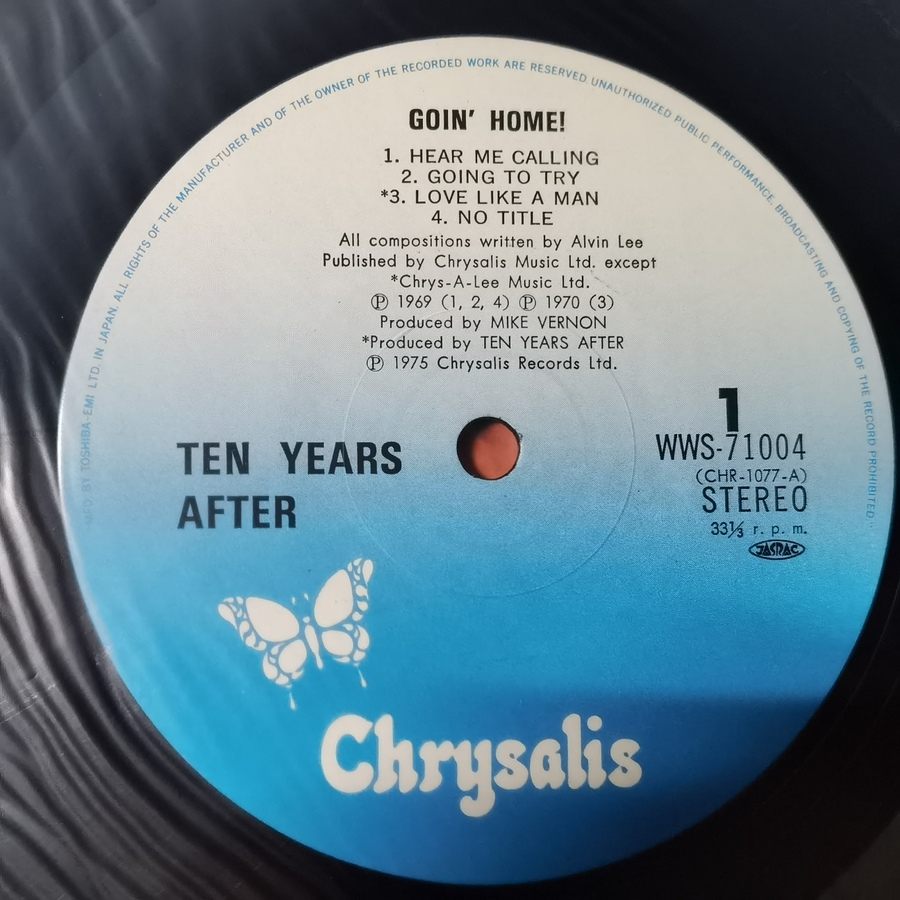 MFD. BY TOSHIBA-EMI LTD. IN JAPAN. ALL RIGHTS OF THE MANUFACTURER AND OF THE OWNER OF THE RECORDED WORK ARE RESERVED. UNAUTHORIZED PUBLIC PERFORMANCE, BROADCASTING AND COPYING OF THE RECORD PROHIBITED.
GOIN' HOME!
1. HEAR ME CALLING
2. GOING TO TRY
*3. LOVE LIKE A MAN
4. NO TITLE
All compositions written by Alvin Lee
Published by Chrysalis Music Ltd. except
*Chrys-A-Lee Music Ltd.
Ⓟ 1969 (1, 2, 4) Ⓟ 1970 (3)
Produced by MIKE VERNON
*Produced by TEN YEARS AFTER
Ⓟ 1975 Chrysalis Records Ltd.
TEN YEARS
AFTER
1
WWS-71004
(CHR-1077-A)
STEREO
33⅓ r. p. m.
JASRAC
Chrysalis